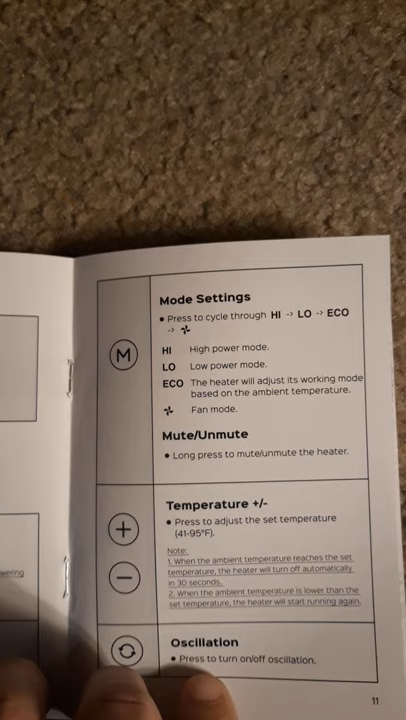 Mode Settings
• Press to cycle through HI -> LO -> ECO
->
M
HI High power mode.
LO Low power mode.
ECO The heater will adjust its working mode
based on the ambient temperature.
Fan mode.
Mute/Unmute
• Long press to mute/unmute the heater.
Temperature +/-
+
• Press to adjust the set temperature
(41-95°F).
Note:
1. When the ambient temperature reaches the set
temperature, the heater will turn off automatically
in 30 seconds.
−
2. When the ambient temperature is lower than the
set temperature, the heater will start running again.
Oscillation
• Press to turn on/off oscillation.
11